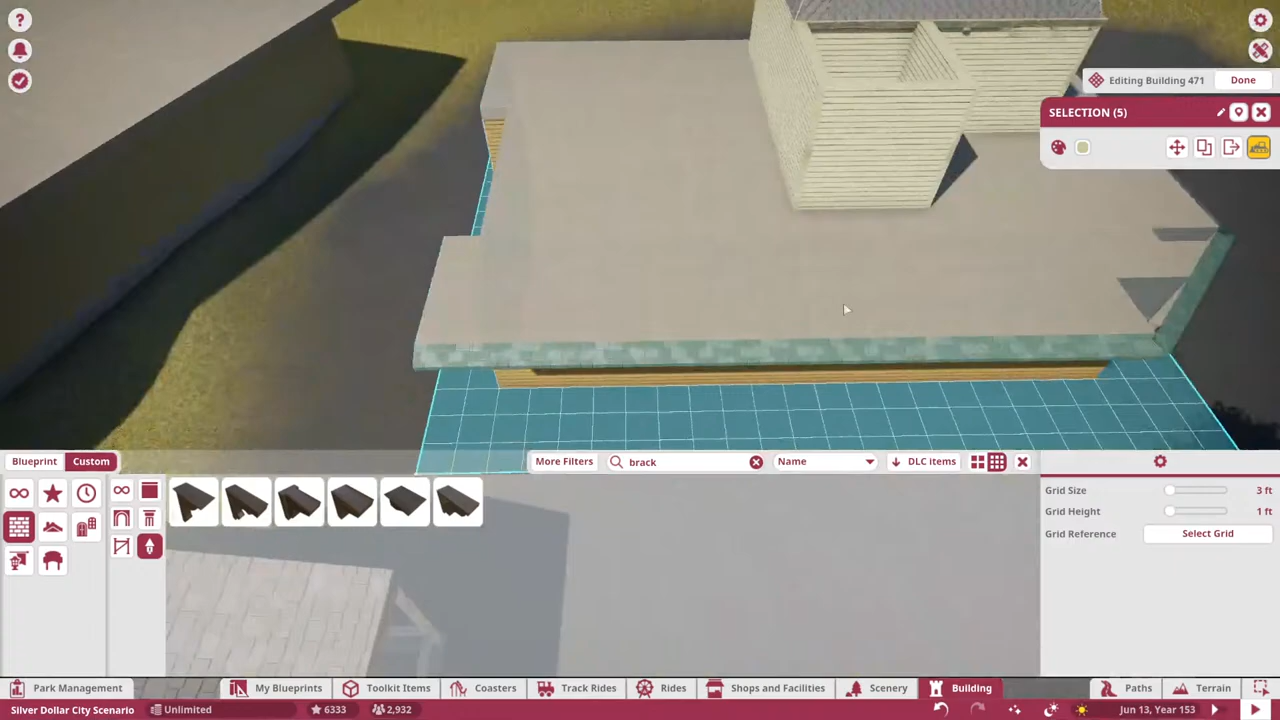 ?
Editing Building 471 Done
SELECTION (5)
Blueprint Custom More Filters brack Name DLC items
Grid Size 3 ft
Grid Height 1 ft
Grid Reference Select Grid
Park Management My Blueprints Toolkit Items Coasters Track Rides Rides Shops and Facilities Scenery Building Paths Terrain
Silver Dollar City Scenario Unlimited 6333 2,932 Jun 13, Year 153